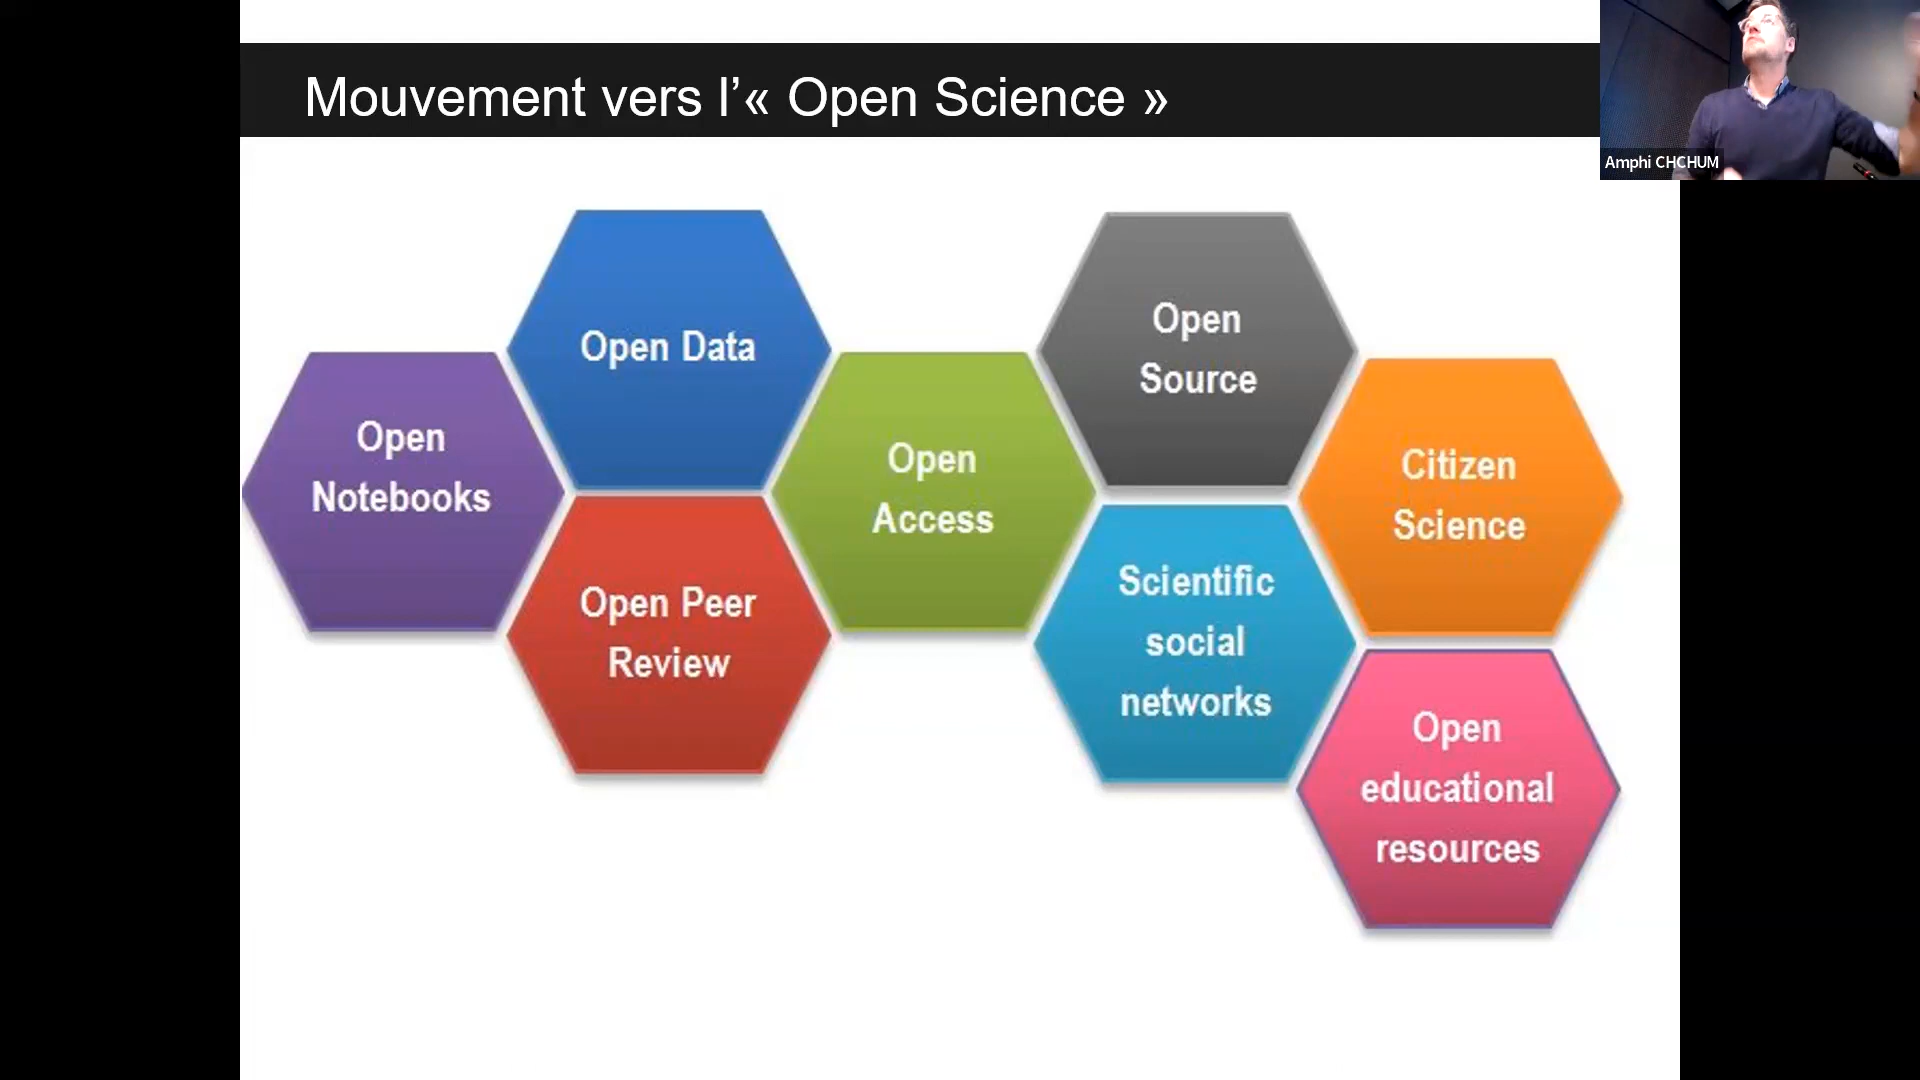 Mouvement vers l’« Open Science »
Amphi CHCHUM
Open Data
Open
Source
Open
Notebooks
Open
Access
Citizen
Science
Open Peer
Review
Scientific
social
networks
Open
educational
resources